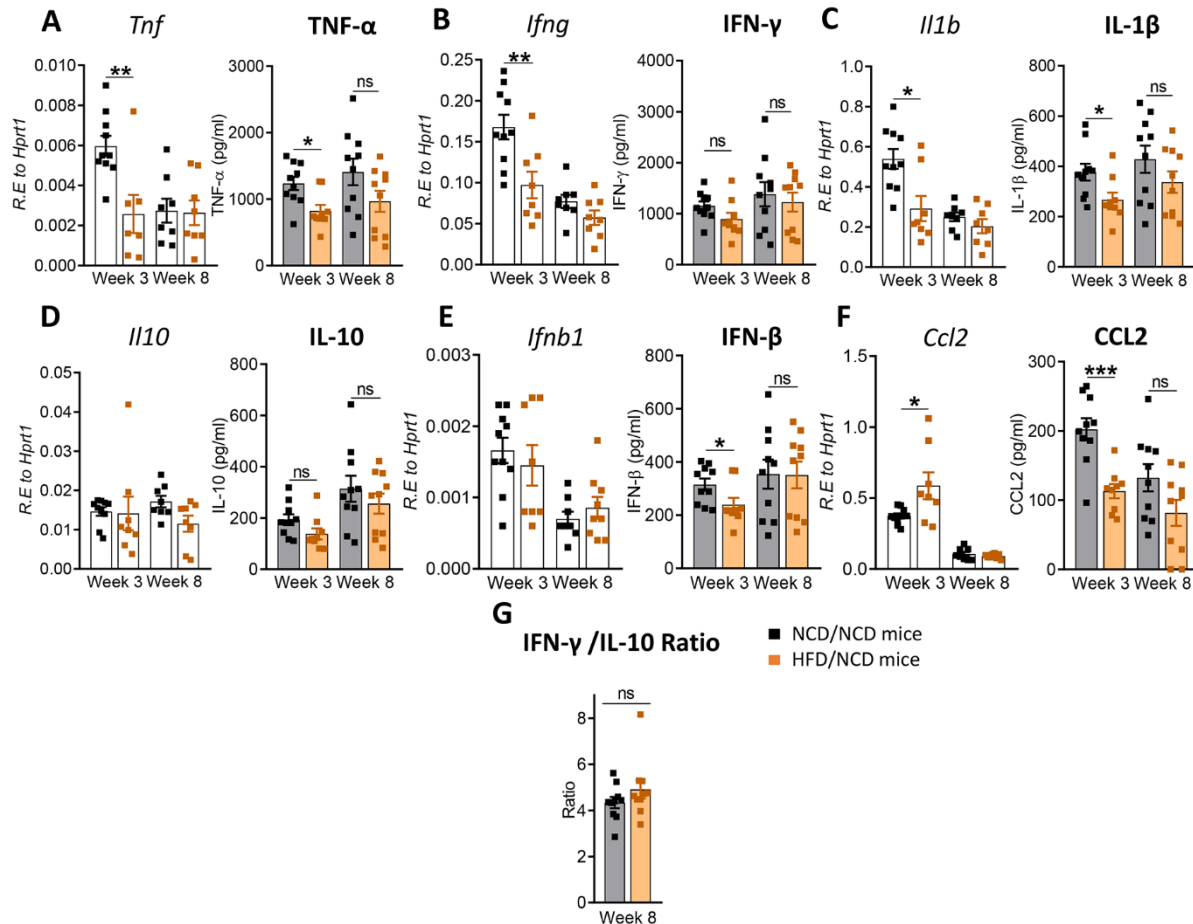 A
Tnf
TNF-α
R.E to Hprt1
0.010
0.008
0.006
0.004
0.002
0.000
**
Week 3 Week 8
TNF-α (pg/ml)
3000
2000
1000
0
*
ns
Week 3 Week 8
B
Ifng
IFN-γ
R.E to Hprt1
0.25
0.20
0.15
0.10
0.05
0.00
**
Week 3 Week 8
IFN-γ (pg/ml)
4000
3000
2000
1000
0
ns
ns
Week 3 Week 8
C
Il1b
IL-1β
R.E to Hprt1
1.0
0.8
0.6
0.4
0.2
0.0
*
Week 3 Week 8
IL-1β (pg/ml)
800
600
400
200
0
*
ns
Week 3 Week 8
D
Il10
IL-10
R.E to Hprt1
0.05
0.04
0.03
0.02
0.01
0.00
Week 3 Week 8
IL-10 (pg/ml)
800
600
400
200
0
ns
ns
Week 3 Week 8
E
Ifnb1
IFN-β
R.E to Hprt1
0.003
0.002
0.001
0.000
Week 3 Week 8
IFN-β (pg/ml)
800
600
400
200
0
*
ns
Week 3 Week 8
F
Ccl2
CCL2
R.E to Hprt1
1.5
1.0
0.5
0.0
*
Week 3 Week 8
CCL2 (pg/ml)
300
200
100
0
***
ns
Week 3 Week 8
G
IFN-γ /IL-10 Ratio
NCD/NCD mice
HFD/NCD mice
Ratio
8
6
4
2
0
ns
Week 8